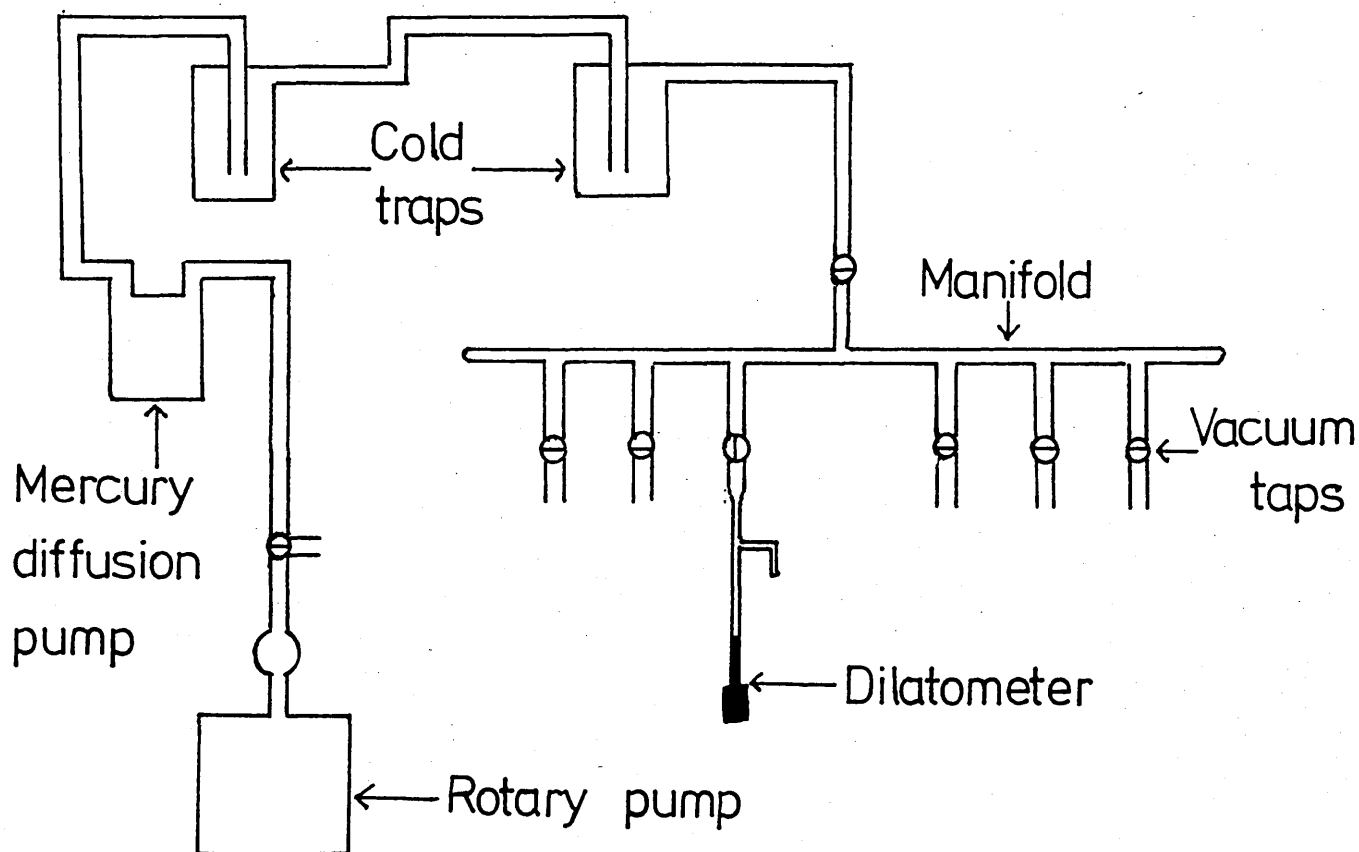 Cold
traps
Manifold
Vacuum
taps
Mercury
diffusion
pump
Dilatometer
Rotary pump